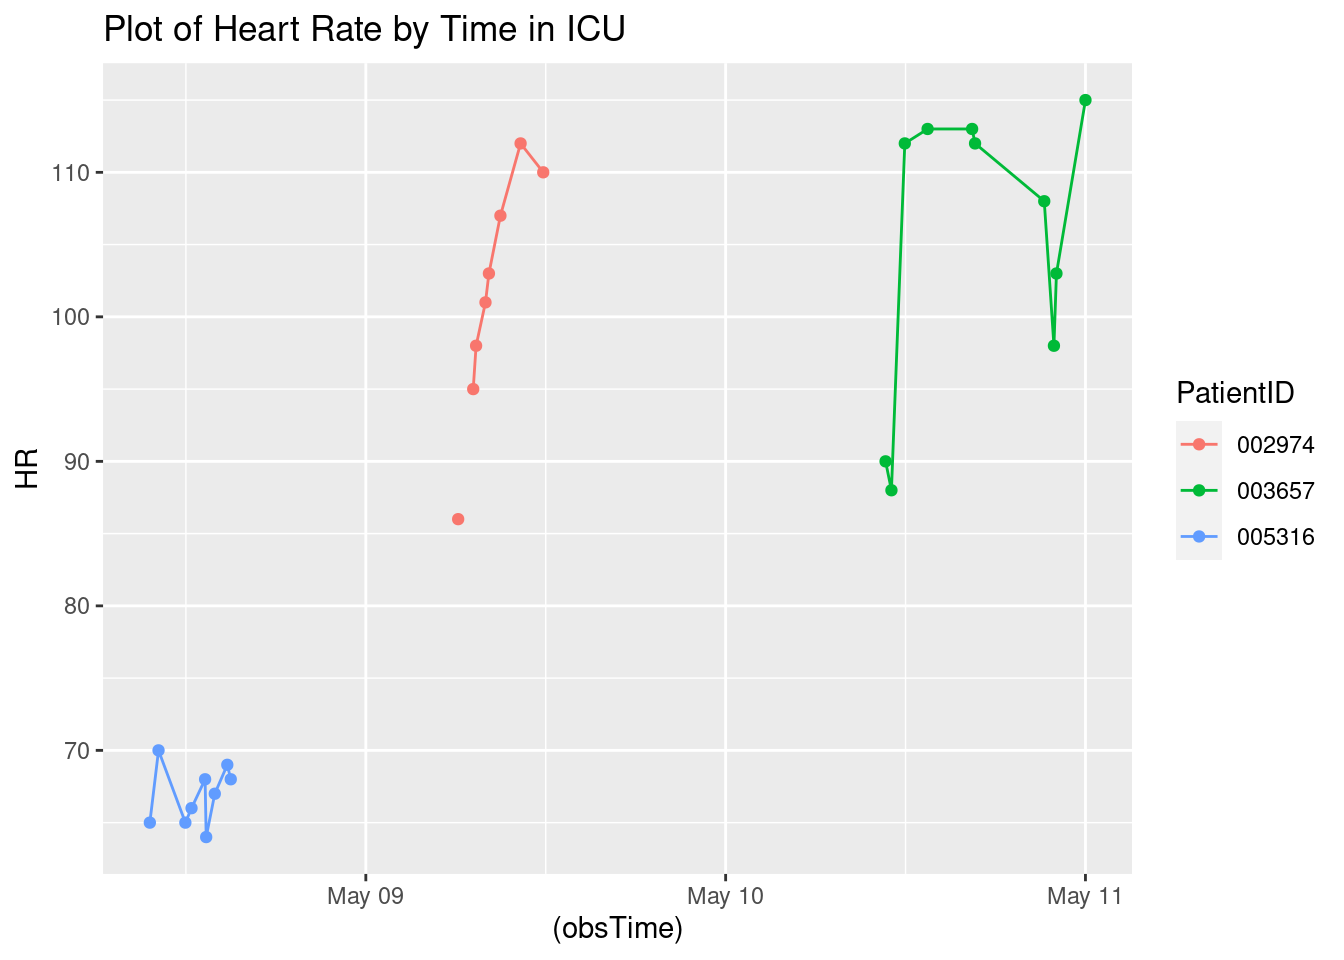 Plot of Heart Rate by Time in ICU
110
100
90
80
70
HR
May 09
May 10
May 11
(obsTime)
PatientID
002974
003657
005316